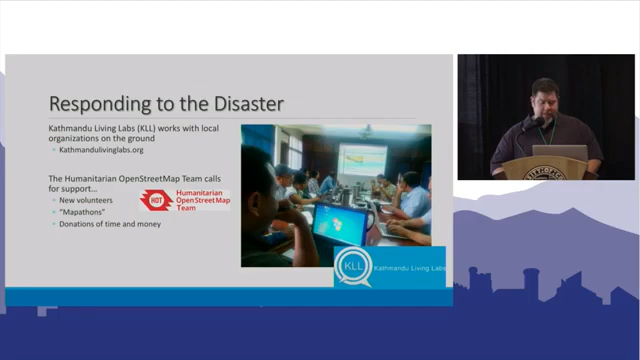 Responding to the Disaster
Kathmandu Living Labs (KLL) works with local
organizations on the ground
Kathmandulivinglabs.org
The Humanitarian OpenStreetMap Team calls
for support...
New volunteers
"Mapathons"
Donations of time and money
HOT
Humanitarian
OpenStreetMap
Team
KLL
Kathmandu Living Labs